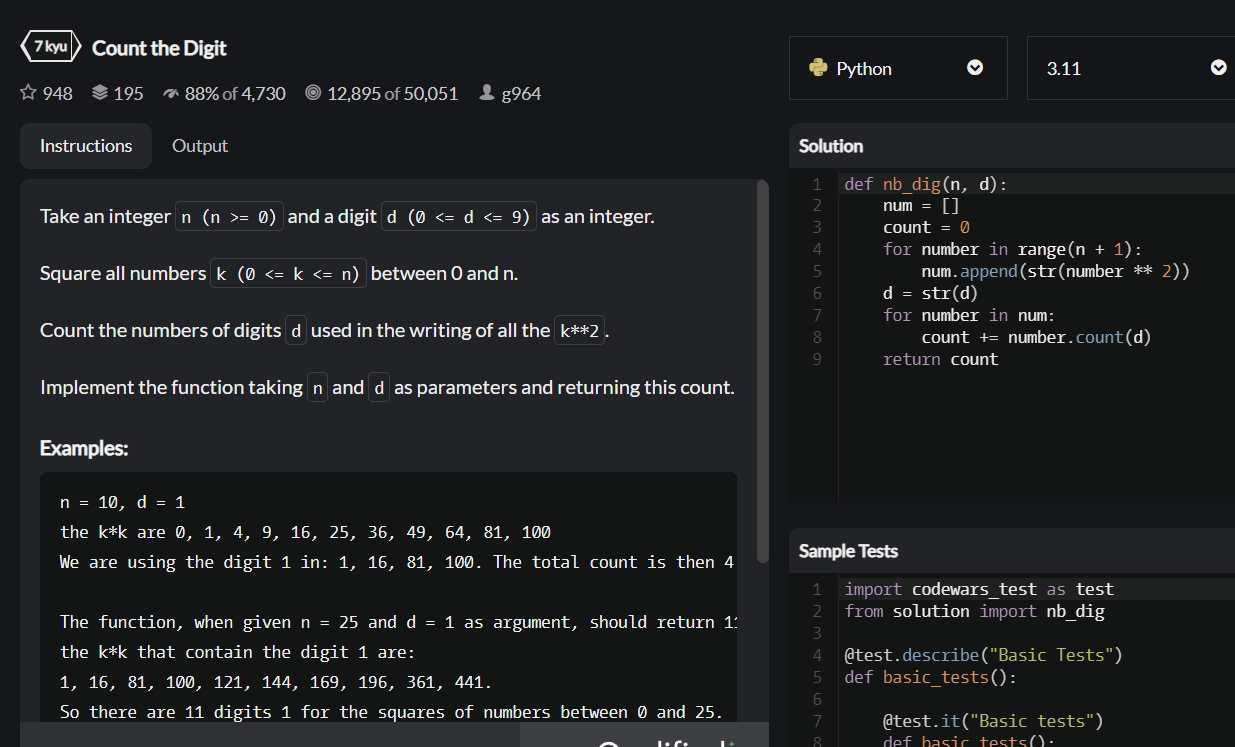 7 kyu Count the Digit
948 195 88% of 4,730 12,895 of 50,051 g964
Instructions Output
Take an integer n (n >= 0) and a digit d (0 <= d <= 9) as an integer.
Square all numbers k (0 <= k <= n) between 0 and n.
Count the numbers of digits d used in the writing of all the k**2.
Implement the function taking n and d as parameters and returning this count.
Examples:
n = 10, d = 1
the k*k are 0, 1, 4, 9, 16, 25, 36, 49, 64, 81, 100
We are using the digit 1 in: 1, 16, 81, 100. The total count is then 4
The function, when given n = 25 and d = 1 as argument, should return 11
the k*k that contain the digit 1 are:
1, 16, 81, 100, 121, 144, 169, 196, 361, 441.
So there are 11 digits 1 for the squares of numbers between 0 and 25.
Python 3.11
Solution
1 def nb_dig(n, d):
2 num = []
3 count = 0
4 for number in range(n + 1):
5 num.append(str(number ** 2))
6 d = str(d)
7 for number in num:
8 count += number.count(d)
9 return count
Sample Tests
1 import codewars_test as test
2 from solution import nb_dig
3
4 @test.describe("Basic Tests")
5 def basic_tests():
6
7 @test.it("Basic tests")
8 def basic_tests():